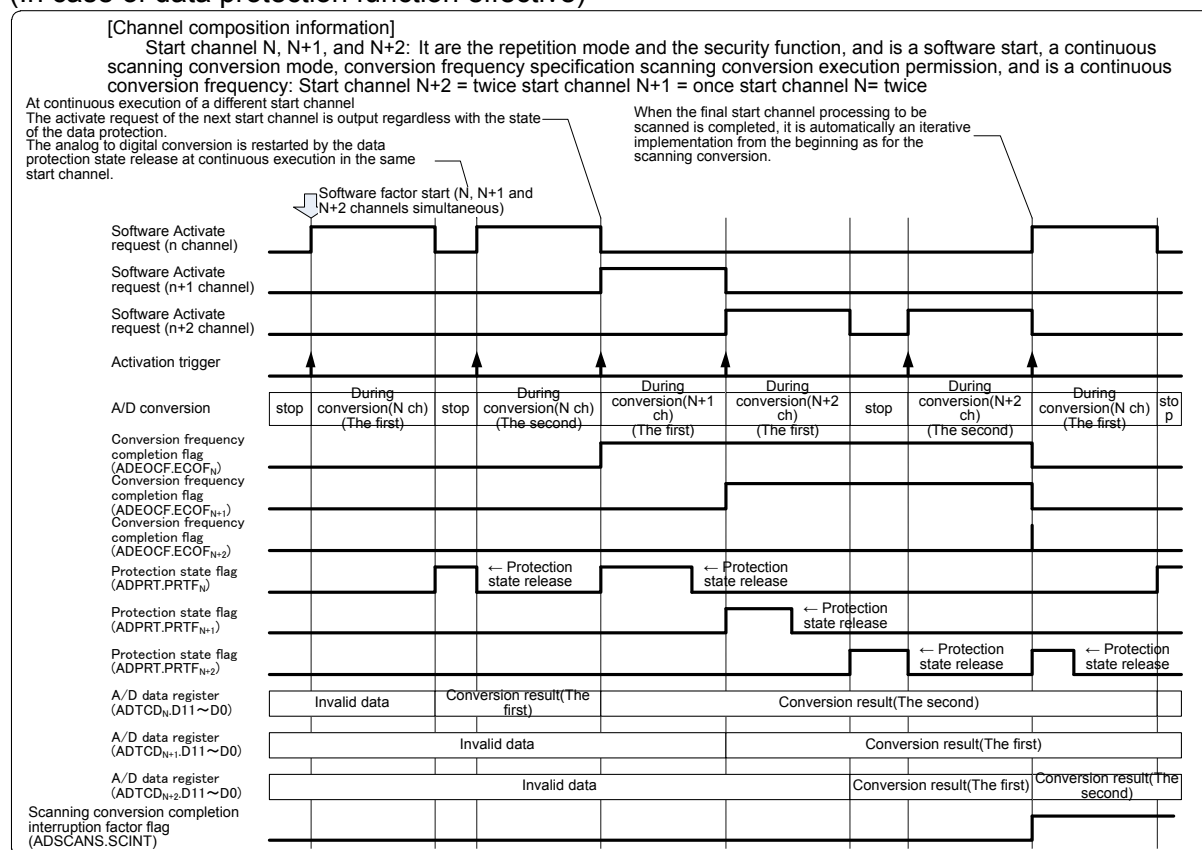 (in case of data protection function effective)
[Channel composition information]
Start channel N, N+1, and N+2: It are the repetition mode and the security function, and is a software start, a continuous
scanning conversion mode, conversion frequency specification scanning conversion execution permission, and is a continuous
conversion frequency: Start channel N+2 = twice start channel N+1 = once start channel N= twice
At continuous execution of a different start channel
The activate request of the next start channel is output regardless with the state
of the data protection.
The analog to digital conversion is restarted by the data
protection state release at continuous execution in the same
start channel.
When the final start channel processing to be
scanned is completed, it is automatically an iterative
implementation from the beginning as for the
scanning conversion.
Software factor start (N, N+1 and
N+2 channels simultaneous)
Software Activate
request (n channel)
Software Activate
request (n+1 channel)
Software Activate
request (n+2 channel)
Activation trigger
A/D conversion
stop
During
conversion(N ch)
(The first)
stop
During
conversion(N ch)
(The second)
During
conversion(N+1
ch)
(The first)
During
conversion(N+2
ch)
(The first)
stop
During
conversion(N+2
ch)
(The second)
During
conversion(N ch)
(The first)
sto
p
Conversion frequency
completion flag
(ADEOCF.ECOFN)
Conversion frequency
completion flag
(ADEOCF.ECOFN+1)
Conversion frequency
completion flag
(ADEOCF.ECOFN+2)
Protection state flag
(ADPRT.PRTFN)
← Protection
state release
← Protection
state release
Protection state flag
(ADPRT.PRTFN+1)
← Protection
state release
Protection state flag
(ADPRT.PRTFN+2)
← Protection
state release
← Protection
state release
A/D data register
(ADTCDN.D11～D0)
Invalid data
Conversion result(The
first)
Conversion result(The second)
A/D data register
(ADTCDN+1.D11～D0)
Invalid data
Conversion result(The first)
A/D data register
(ADTCDN+2.D11～D0)
Invalid data
Conversion result(The first)
Conversion result(The
second)
Scanning conversion completion
interruption factor flag
(ADSCANS.SCINT)